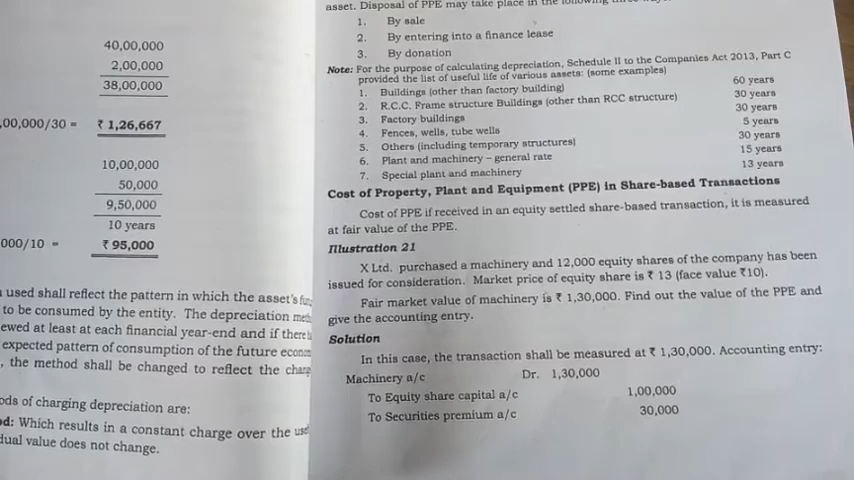 40,00,000
2,00,000
38,00,000
,00,000/30 = ₹ 1,26,667
10,00,000
50,000
9,50,000
10 years
000/10 = ₹ 95,000
used shall reflect the pattern in which the asset's
to be consumed by the entity. The depreciation
ewed at least at each financial year-end and if there
expected pattern of consumption of the future
, the method shall be changed to reflect the
ods of charging depreciation are:
od: Which results in a constant charge over the
dual value does not change.
asset. Disposal of PPE may take place in the following three
1. By sale
2. By entering into a finance lease
3. By donation
Note: For the purpose of calculating depreciation, Schedule II to the Companies Act 2013, Part C
provided the list of useful life of various assets: (some examples)
1. Buildings (other than factory building) 60 years
2. R.C.C. Frame structure Buildings (other than RCC structure) 30 years
3. Factory buildings 30 years
4. Fences, wells, tube wells 5 years
5. Others (including temporary structures) 30 years
6. Plant and machinery – general rate 15 years
7. Special plant and machinery 13 years
Cost of Property, Plant and Equipment (PPE) in Share-based Transactions
Cost of PPE if received in an equity settled share-based transaction, it is measured
at fair value of the PPE.
Illustration 21
X Ltd. purchased a machinery and 12,000 equity shares of the company has been
issued for consideration. Market price of equity share is ₹ 13 (face value ₹10).
Fair market value of machinery is ₹ 1,30,000. Find out the value of the PPE and
give the accounting entry.
Solution
In this case, the transaction shall be measured at ₹ 1,30,000. Accounting entry:
Machinery a/c Dr. 1,30,000
To Equity share capital a/c 1,00,000
To Securities premium a/c 30,000